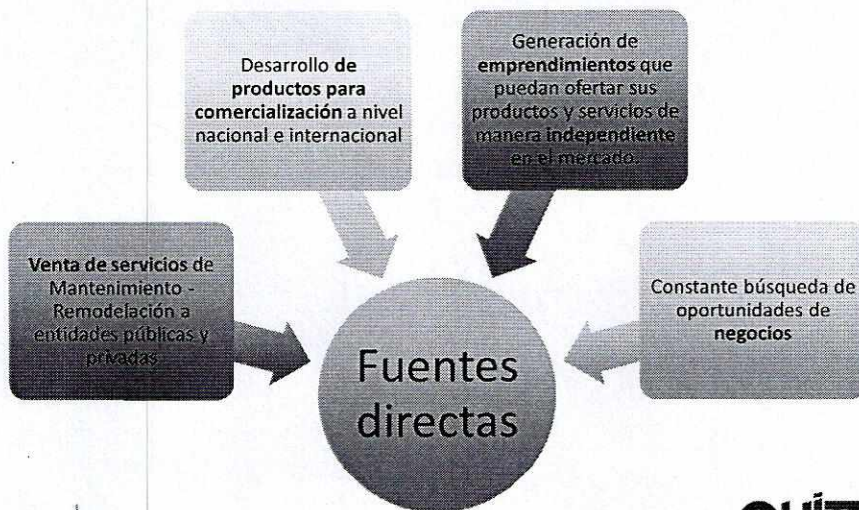 Desarrollo de
productos para
comercialización a nivel
nacional e internacional
Generación de
emprendimientos que
puedan ofertar sus
productos y servicios de
manera independiente
en el mercado.
Venta de servicios de
Mantenimiento -
Remodelación a
entidades públicas y
privadas
Constante búsqueda de
oportunidades de
negocios
Fuentes
directas